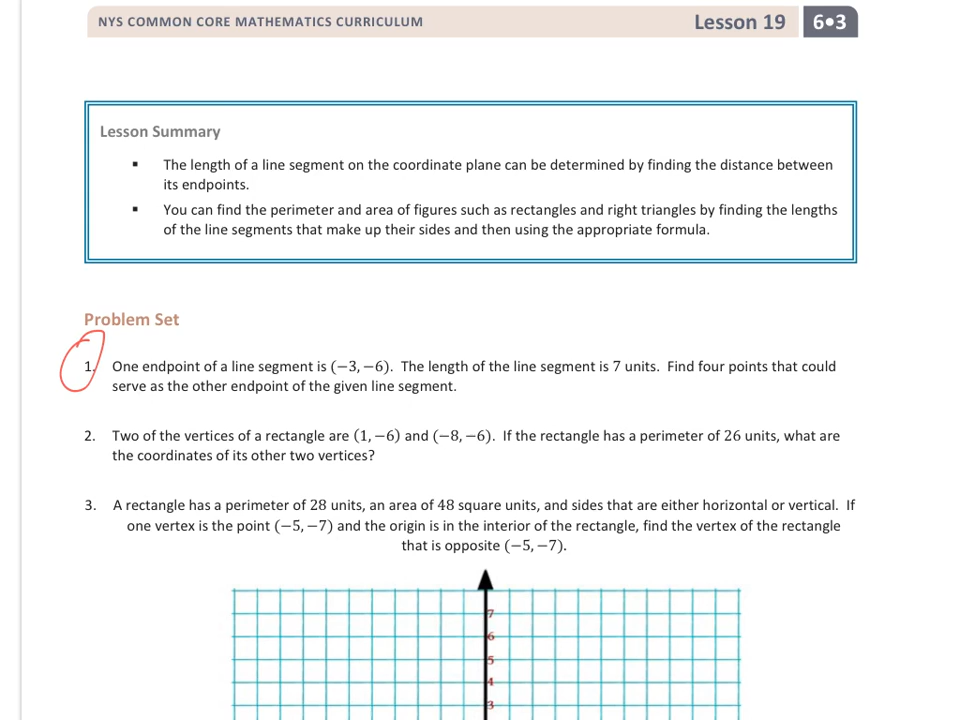 NYS COMMON CORE MATHEMATICS CURRICULUM Lesson 19 6•3
Lesson Summary
▪ The length of a line segment on the coordinate plane can be determined by finding the distance between
its endpoints.
▪ You can find the perimeter and area of figures such as rectangles and right triangles by finding the lengths
of the line segments that make up their sides and then using the appropriate formula.
Problem Set
1. One endpoint of a line segment is (−3, −6). The length of the line segment is 7 units. Find four points that could
serve as the other endpoint of the given line segment.
2. Two of the vertices of a rectangle are (1, −6) and (−8, −6). If the rectangle has a perimeter of 26 units, what are
the coordinates of its other two vertices?
3. A rectangle has a perimeter of 28 units, an area of 48 square units, and sides that are either horizontal or vertical. If
one vertex is the point (−5, −7) and the origin is in the interior of the rectangle, find the vertex of the rectangle
that is opposite (−5, −7).
7
6
5
4
3